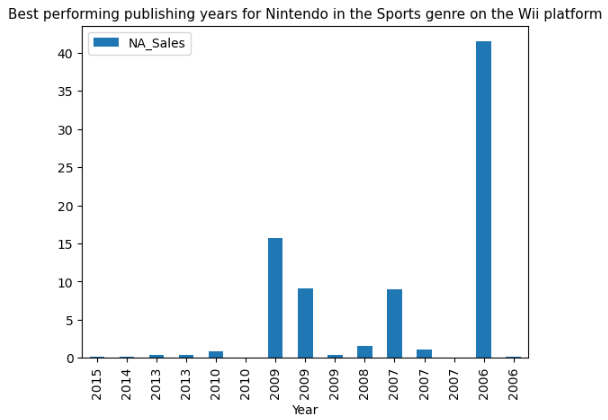 Best performing publishing years for Nintendo in the Sports genre on the Wii platform
NA_Sales
40
35
30
25
20
15
10
5
0
2015 2014 2013 2013 2010 2010 2009 2009 2009 2008 2007 2007 2007 2006 2006
Year